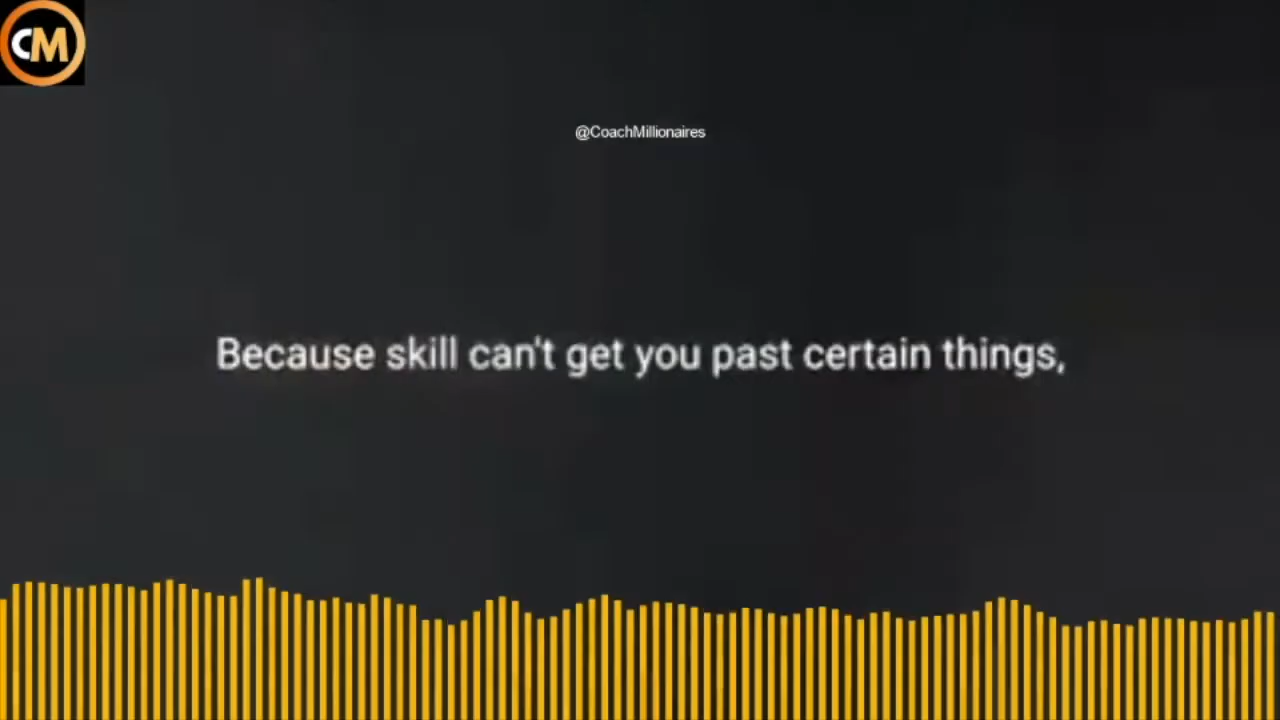 CM
@CoachMillionaires
Because skill can't get you past certain things,